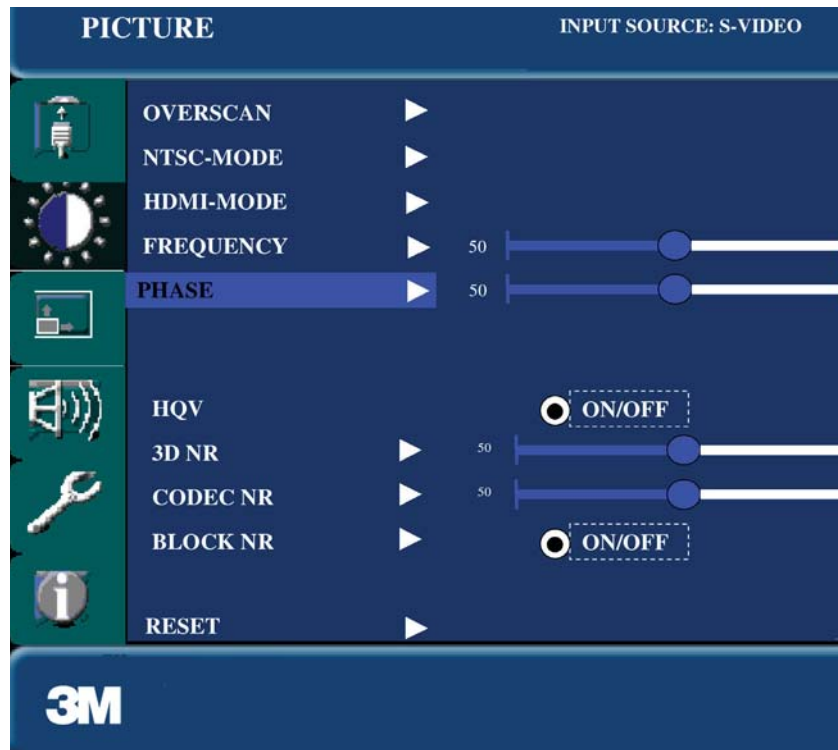 PICTURE INPUT SOURCE: S-VIDEO
OVERSCAN
NTSC-MODE
HDMI-MODE
FREQUENCY 50
PHASE 50
HQV ON/OFF
3D NR 50
CODEC NR 50
BLOCK NR ON/OFF
RESET
3M